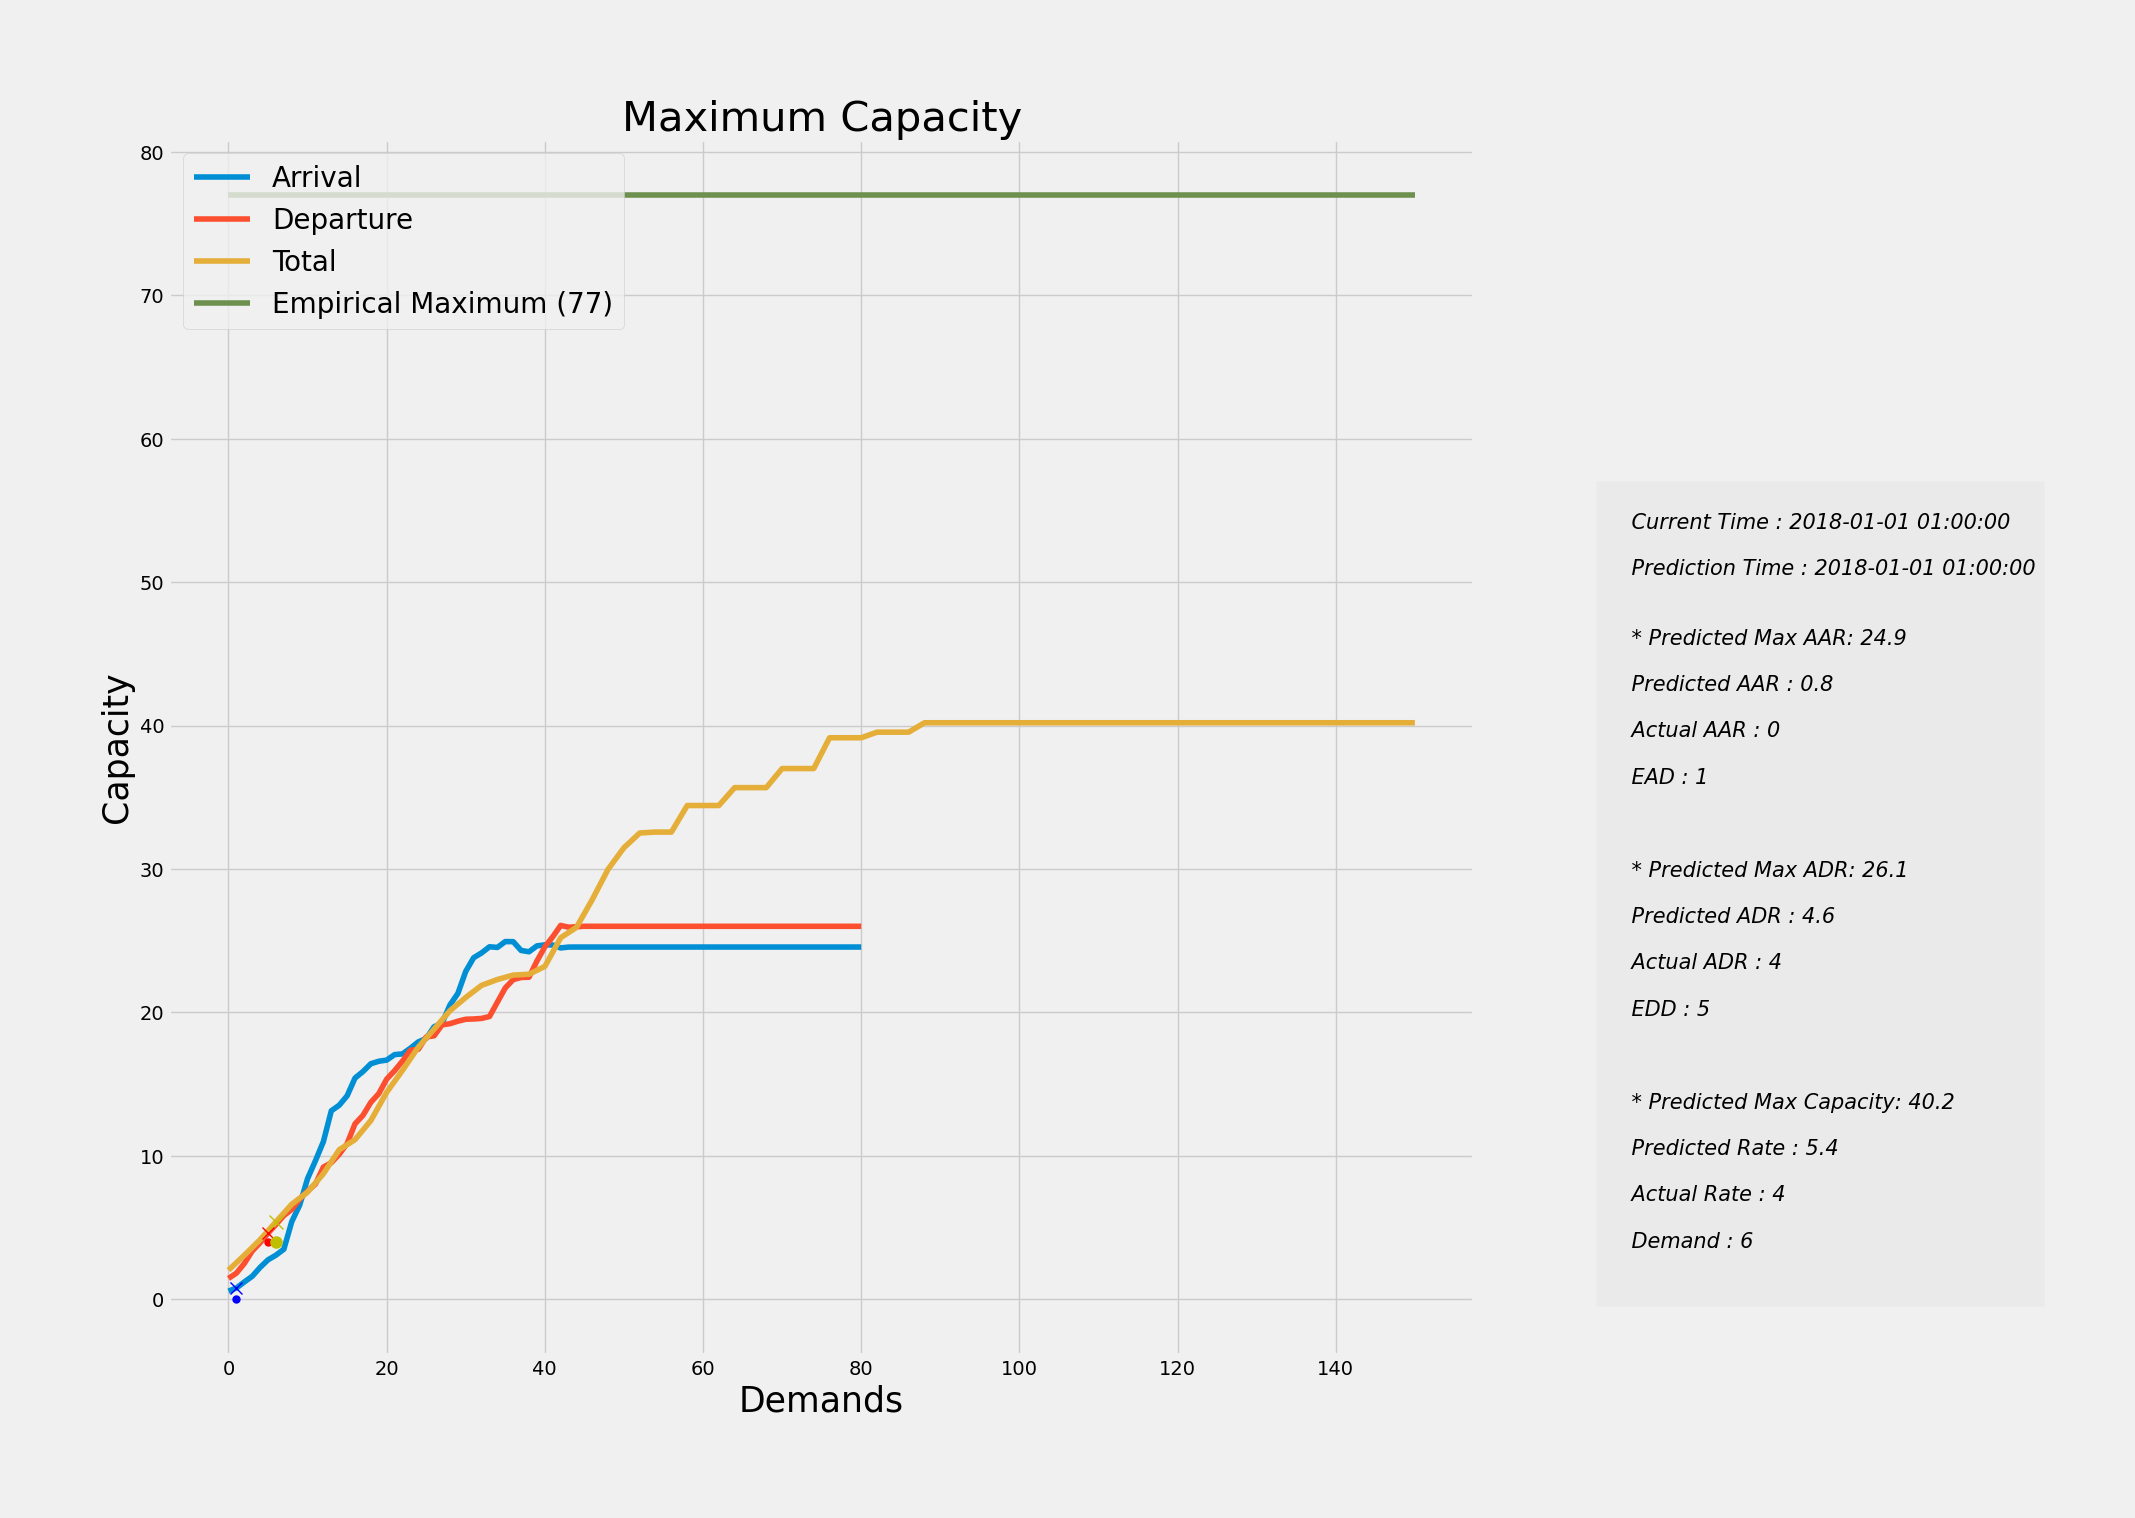 Maximum Capacity
80
70
60
50
40
30
20
10
0
Capacity
Arrival
Departure
Total
Empirical Maximum (77)
0
20
40
60
80
100
120
140
Demands
Current Time : 2018-01-01 01:00:00
Prediction Time : 2018-01-01 01:00:00
* Predicted Max AAR: 24.9
Predicted AAR : 0.8
Actual AAR : 0
EAD : 1
* Predicted Max ADR: 26.1
Predicted ADR : 4.6
Actual ADR : 4
EDD : 5
* Predicted Max Capacity: 40.2
Predicted Rate : 5.4
Actual Rate : 4
Demand : 6